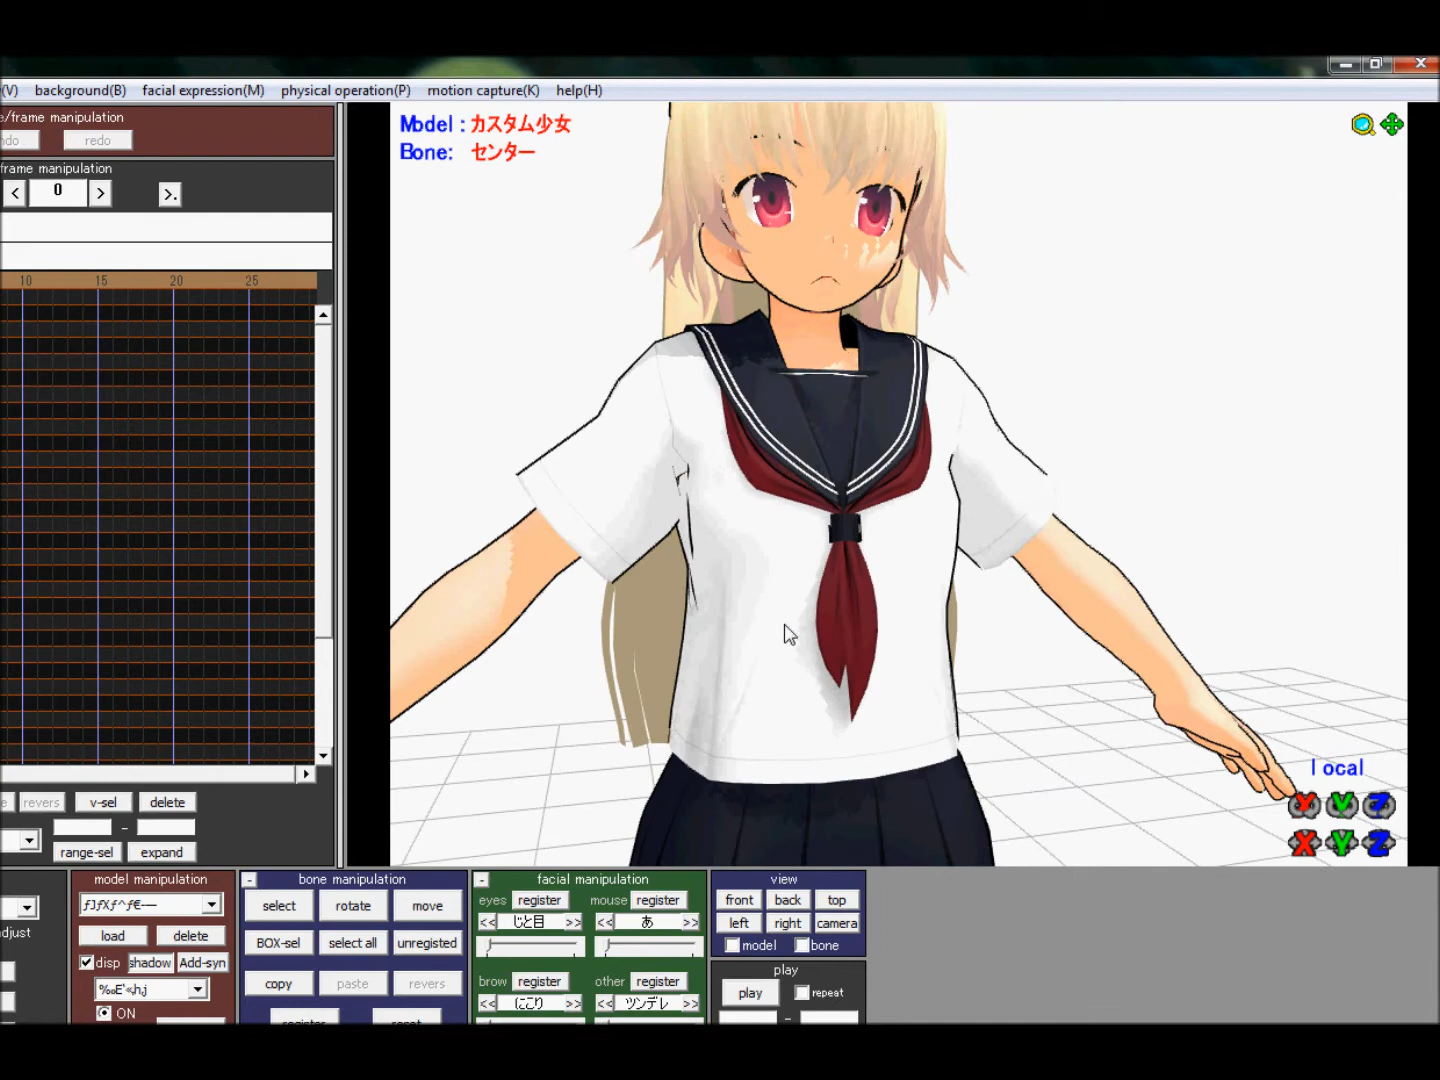 (V) background(B) facial expression(M) physical operation(P) motion capture(K) help(H)
e/frame manipulation
ndo redo
frame manipulation
< 0 > >.
Model : カスタム少女
Bone: センター
10 15 20 25
local
X Y Z
X Y Z
e revers v-sel delete
-
range-sel expand
model manipulation
load delete
disp shadow Add-syn
ON
djust
- bone manipulation
select rotate move
BOX-sel select all unregisted
copy paste revers
register reset
- facial manipulation
eyes register mouse register
<< じと目 >> << あ >>
brow register other register
<< にこり >> << ツンデレ >>
view
front back top
left right camera
model bone
play
play repeat
-